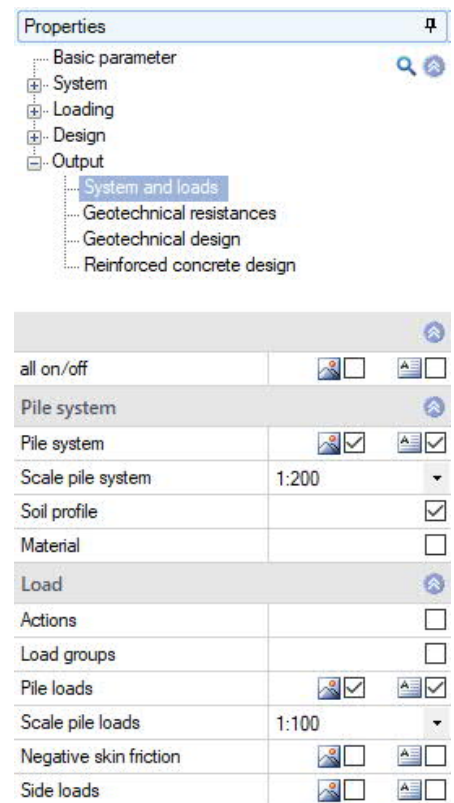 Properties
Basic parameter
System
Loading
Design
Output
System and loads
Geotechnical resistances
Geotechnical design
Reinforced concrete design
all on/off
Pile system
Pile system
Scale pile system 1:200
Soil profile
Material
Load
Actions
Load groups
Pile loads
Scale pile loads 1:100
Negative skin friction
Side loads